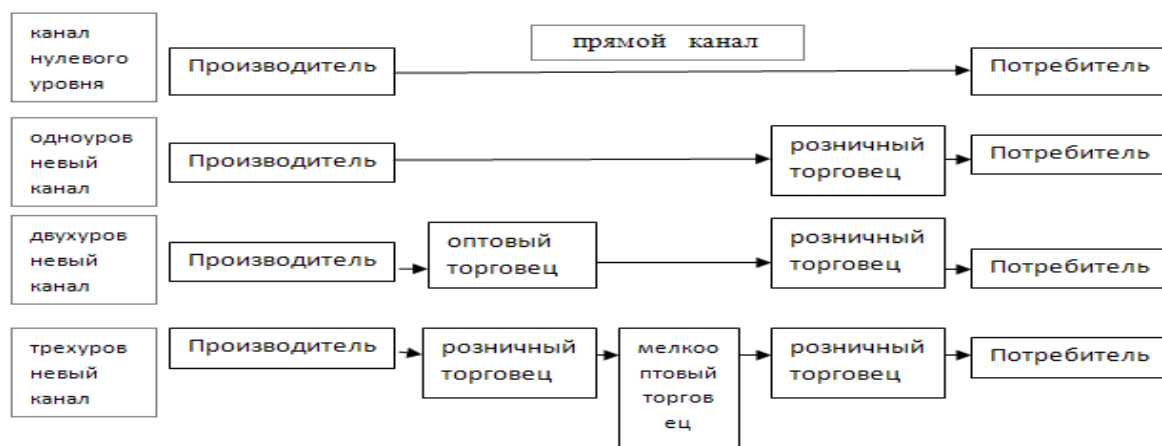 канал
нулевого
уровня
прямой канал
Производитель
Потребитель
одноуров
невый
канал
Производитель
розничный
торговец
Потребитель
двухуров
невый
канал
Производитель
оптовый
торговец
розничный
торговец
Потребитель
трехуров
невый
канал
Производитель
розничный
торговец
мелкоо
птовый
торгов
ец
розничный
торговец
Потребитель